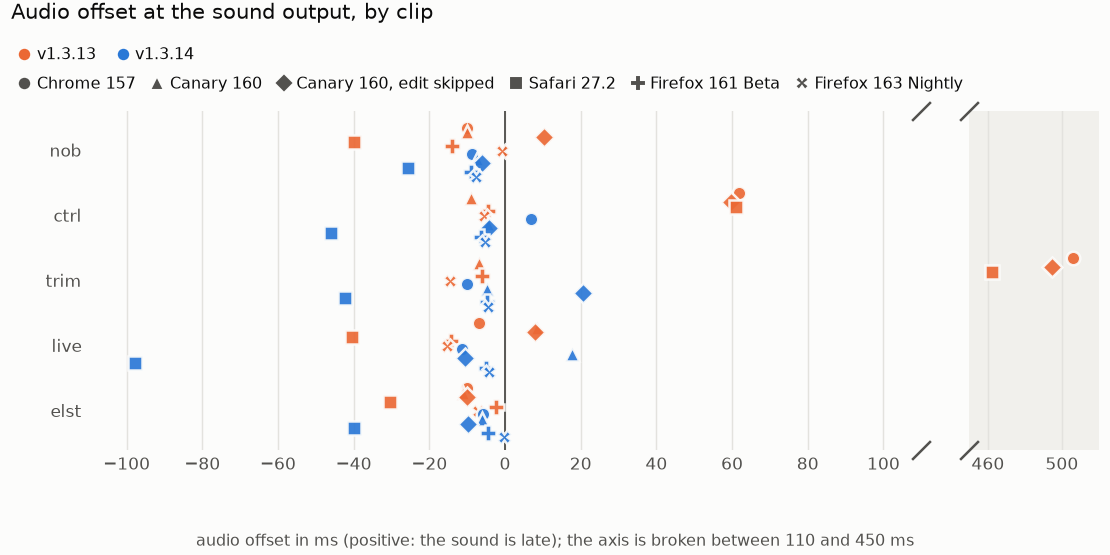 Audio offset at the sound output, by clip
v1.3.13 v1.3.14
Chrome 157 Canary 160 Canary 160, edit skipped Safari 27.2 Firefox 161 Beta Firefox 163 Nightly
nob
ctrl
trim
live
elst
−100 −80 −60 −40 −20 0 20 40 60 80 100 460 500
audio offset in ms (positive: the sound is late); the axis is broken between 110 and 450 ms